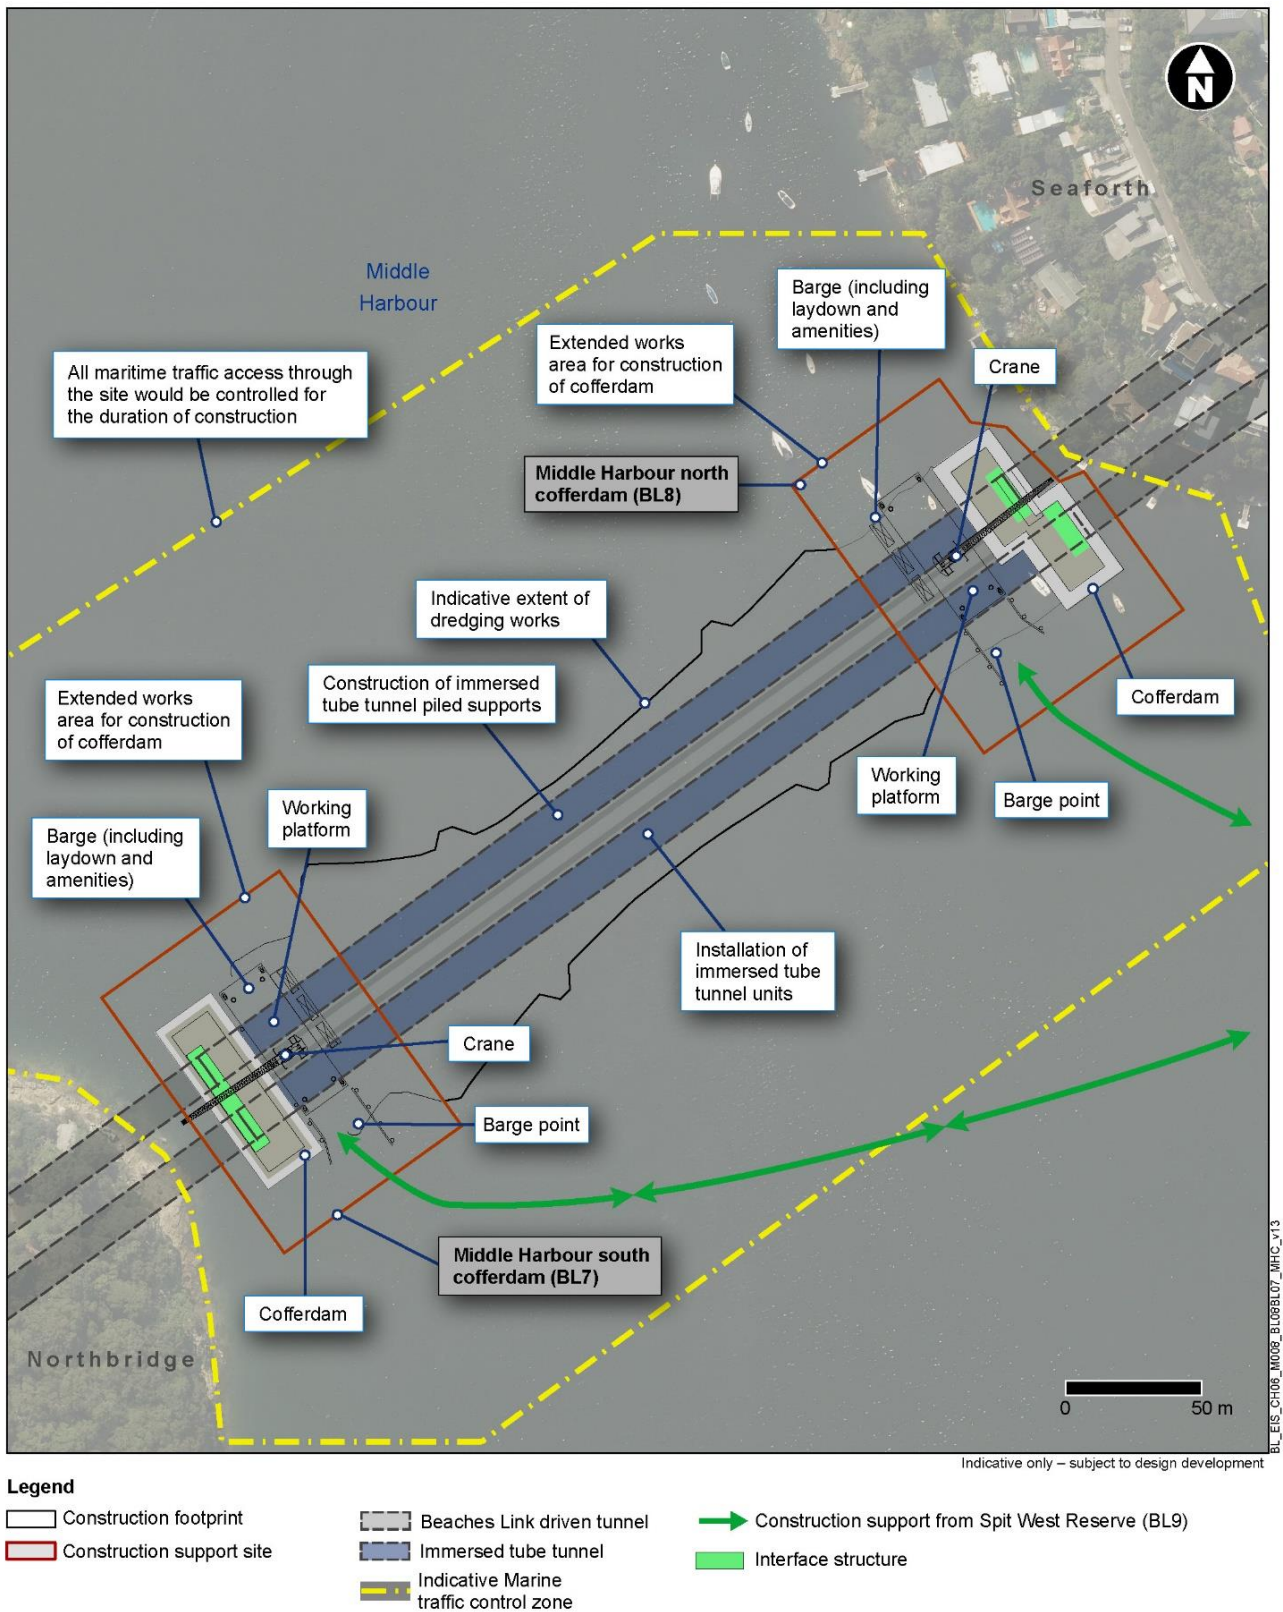 N
Seaforth
Middle
Harbour
Barge (including
laydown and
amenities)
Extended works
area for construction
of cofferdam
Crane
All maritime traffic access through
the site would be controlled for
the duration of construction
Middle Harbour north
cofferdam (BL8)
Indicative extent of
dredging works
Construction of immersed
tube tunnel piled supports
Extended works
area for construction
of cofferdam
Cofferdam
Working
platform
Barge point
Working
platform
Barge (including
laydown and
amenities)
Installation of
immersed tube
tunnel units
Crane
Barge point
Middle Harbour south
cofferdam (BL7)
Cofferdam
Northbridge
0 50 m
BL_EIS_CH06_M008_BL08BL07_MHC_v13
Indicative only – subject to design development
Legend
Construction footprint
Construction support site
Beaches Link driven tunnel
Immersed tube tunnel
Indicative Marine
traffic control zone
Construction support from Spit West Reserve (BL9)
Interface structure